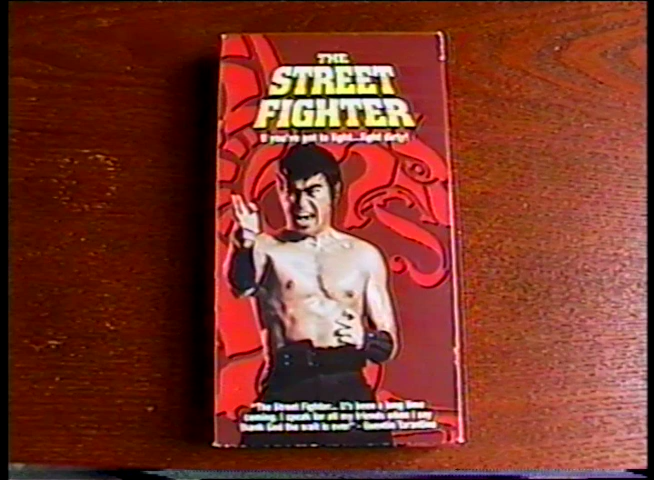 THE
STREET
FIGHTER
If you've got to fight...fight dirty!
"The Street Fighter... It's been a long time
coming. I speak for all my friends when I say
thank God the wait is over" - Quentin Tarantino